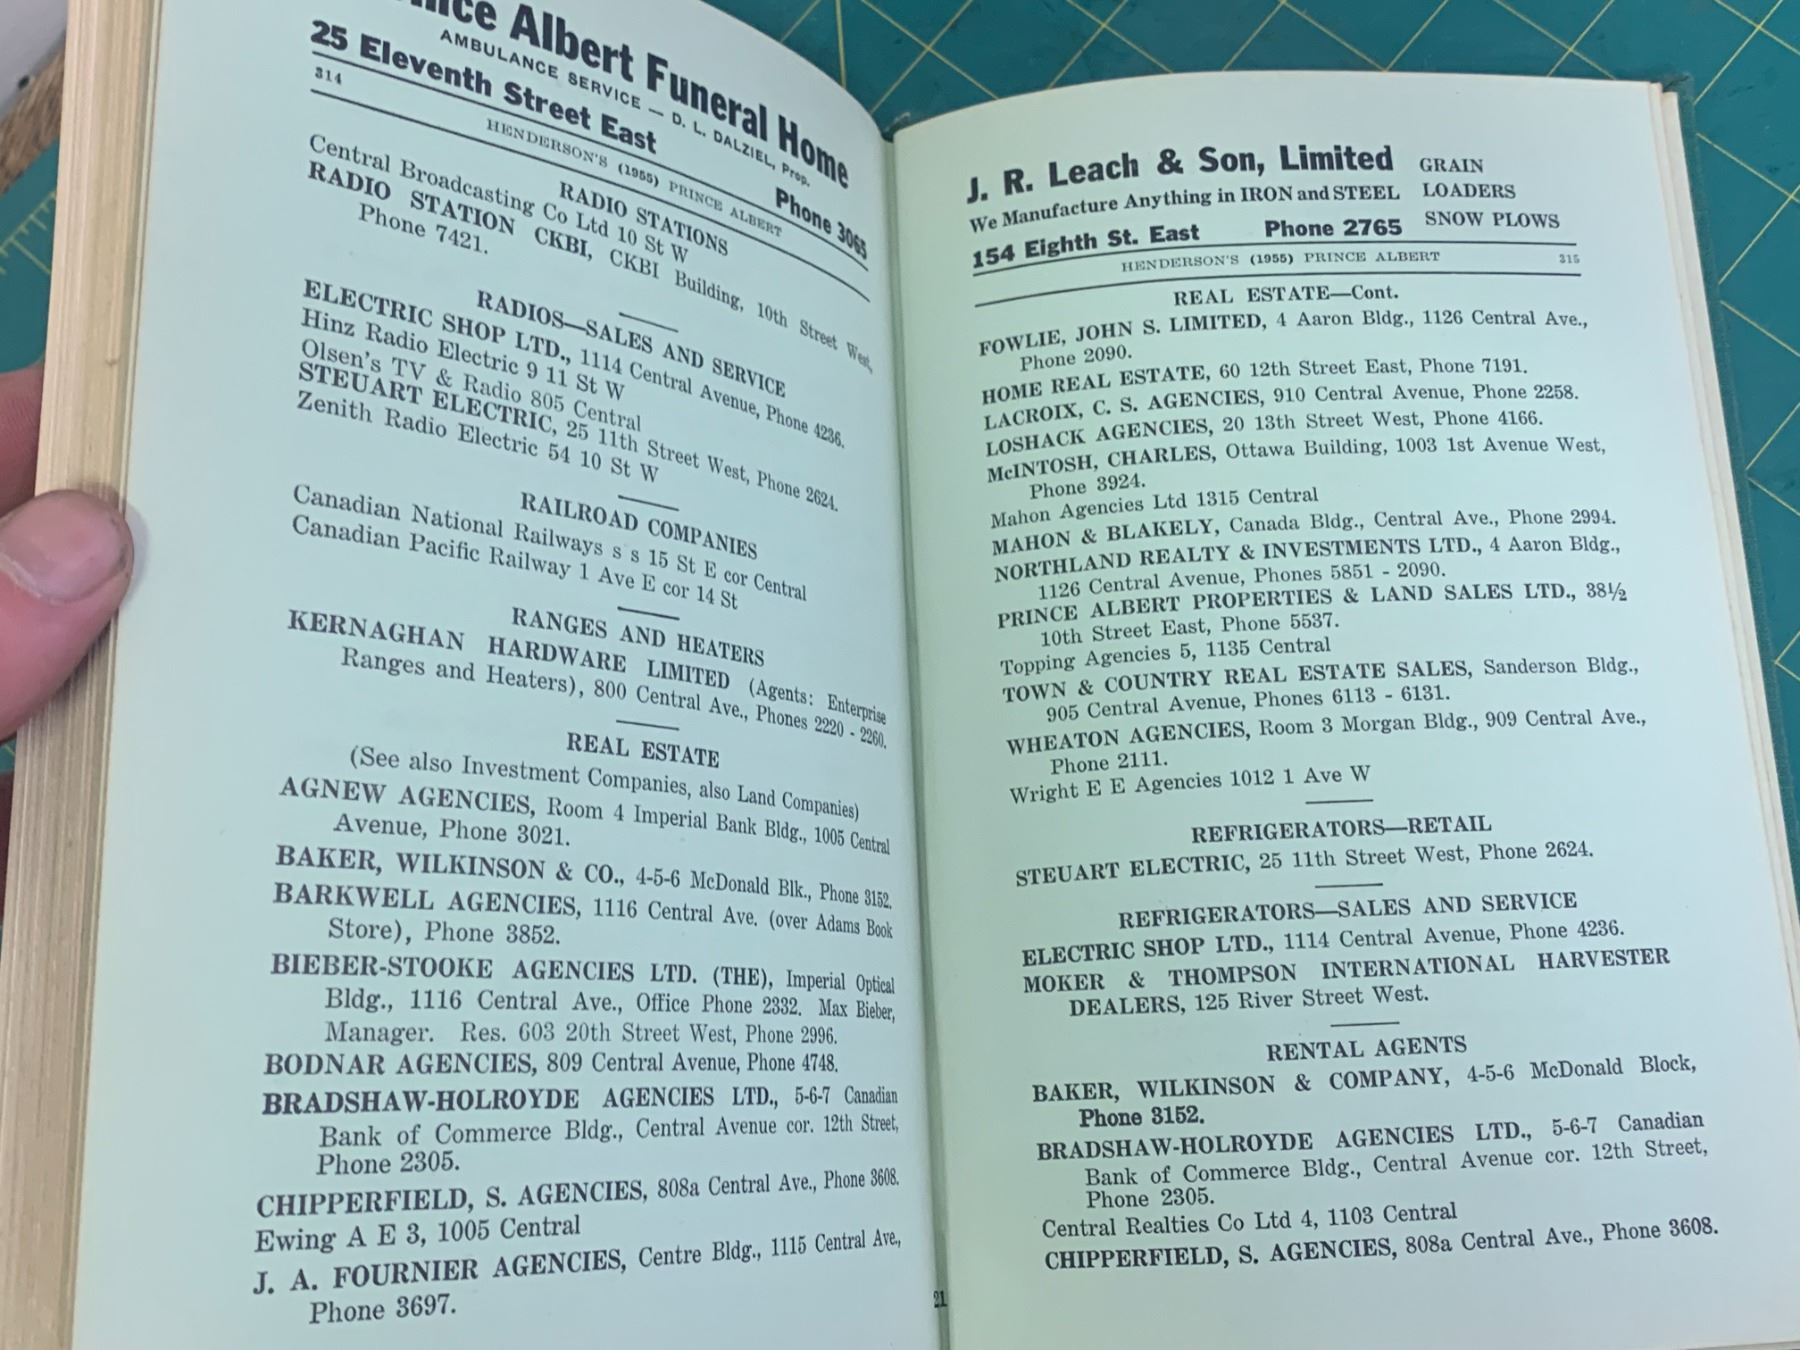 Albert Funeral Home
AMBULANCE SERVICE — D. L. DALZIEL, Prop.
25 Eleventh Street East Phone 3065
314 HENDERSON'S (1955) PRINCE ALBERT
RADIO STATIONS
Central Broadcasting Co Ltd 10 St W
RADIO STATION CKBI, CKBI Building, 10th Street West,
Phone 7421.
RADIOS—SALES AND SERVICE
ELECTRIC SHOP LTD., 1114 Central Avenue, Phone 4236.
Hinz Radio Electric 9 11 St W
Olsen's TV & Radio 805 Central
STEUART ELECTRIC, 25 11th Street West, Phone 2624.
Zenith Radio Electric 54 10 St W
RAILROAD COMPANIES
Canadian National Railways s s 15 St E cor Central
Canadian Pacific Railway 1 Ave E cor 14 St
RANGES AND HEATERS
KERNAGHAN HARDWARE LIMITED (Agents: Enterprise
Ranges and Heaters), 800 Central Ave., Phones 2220 - 2260.
REAL ESTATE
(See also Investment Companies, also Land Companies)
AGNEW AGENCIES, Room 4 Imperial Bank Bldg., 1005 Central
Avenue, Phone 3021.
BAKER, WILKINSON & CO., 4-5-6 McDonald Blk., Phone 3152.
BARKWELL AGENCIES, 1116 Central Ave. (over Adams Book
Store), Phone 3852.
BIEBER-STOOKE AGENCIES LTD. (THE), Imperial Optical
Bldg., 1116 Central Ave., Office Phone 2332. Max Bieber,
Manager. Res. 603 20th Street West, Phone 2996.
BODNAR AGENCIES, 809 Central Avenue, Phone 4748.
BRADSHAW-HOLROYDE AGENCIES LTD., 5-6-7 Canadian
Bank of Commerce Bldg., Central Avenue cor. 12th Street,
Phone 2305.
CHIPPERFIELD, S. AGENCIES, 808a Central Ave., Phone 3608.
Ewing A E 3, 1005 Central
J. A. FOURNIER AGENCIES, Centre Bldg., 1115 Central Ave.,
Phone 3697.
21
J. R. Leach & Son, Limited GRAIN
We Manufacture Anything in IRON and STEEL LOADERS
154 Eighth St. East Phone 2765 SNOW PLOWS
HENDERSON'S (1955) PRINCE ALBERT 315
REAL ESTATE—Cont.
FOWLIE, JOHN S. LIMITED, 4 Aaron Bldg., 1126 Central Ave.,
Phone 2090.
HOME REAL ESTATE, 60 12th Street East, Phone 7191.
LACROIX, C. S. AGENCIES, 910 Central Avenue, Phone 2258.
LOSHACK AGENCIES, 20 13th Street West, Phone 4166.
McINTOSH, CHARLES, Ottawa Building, 1003 1st Avenue West,
Phone 3924.
Mahon Agencies Ltd 1315 Central
MAHON & BLAKELY, Canada Bldg., Central Ave., Phone 2994.
NORTHLAND REALTY & INVESTMENTS LTD., 4 Aaron Bldg.,
1126 Central Avenue, Phones 5851 - 2090.
PRINCE ALBERT PROPERTIES & LAND SALES LTD., 38½
10th Street East, Phone 5537.
Topping Agencies 5, 1135 Central
TOWN & COUNTRY REAL ESTATE SALES, Sanderson Bldg.,
905 Central Avenue, Phones 6113 - 6131.
WHEATON AGENCIES, Room 3 Morgan Bldg., 909 Central Ave.,
Phone 2111.
Wright E E Agencies 1012 1 Ave W
REFRIGERATORS—RETAIL
STEUART ELECTRIC, 25 11th Street West, Phone 2624.
REFRIGERATORS—SALES AND SERVICE
ELECTRIC SHOP LTD., 1114 Central Avenue, Phone 4236.
MOKER & THOMPSON INTERNATIONAL HARVESTER
DEALERS, 125 River Street West.
RENTAL AGENTS
BAKER, WILKINSON & COMPANY, 4-5-6 McDonald Block,
Phone 3152.
BRADSHAW-HOLROYDE AGENCIES LTD., 5-6-7 Canadian
Bank of Commerce Bldg., Central Avenue cor. 12th Street,
Phone 2305.
Central Realties Co Ltd 4, 1103 Central
CHIPPERFIELD, S. AGENCIES, 808a Central Ave., Phone 3608.